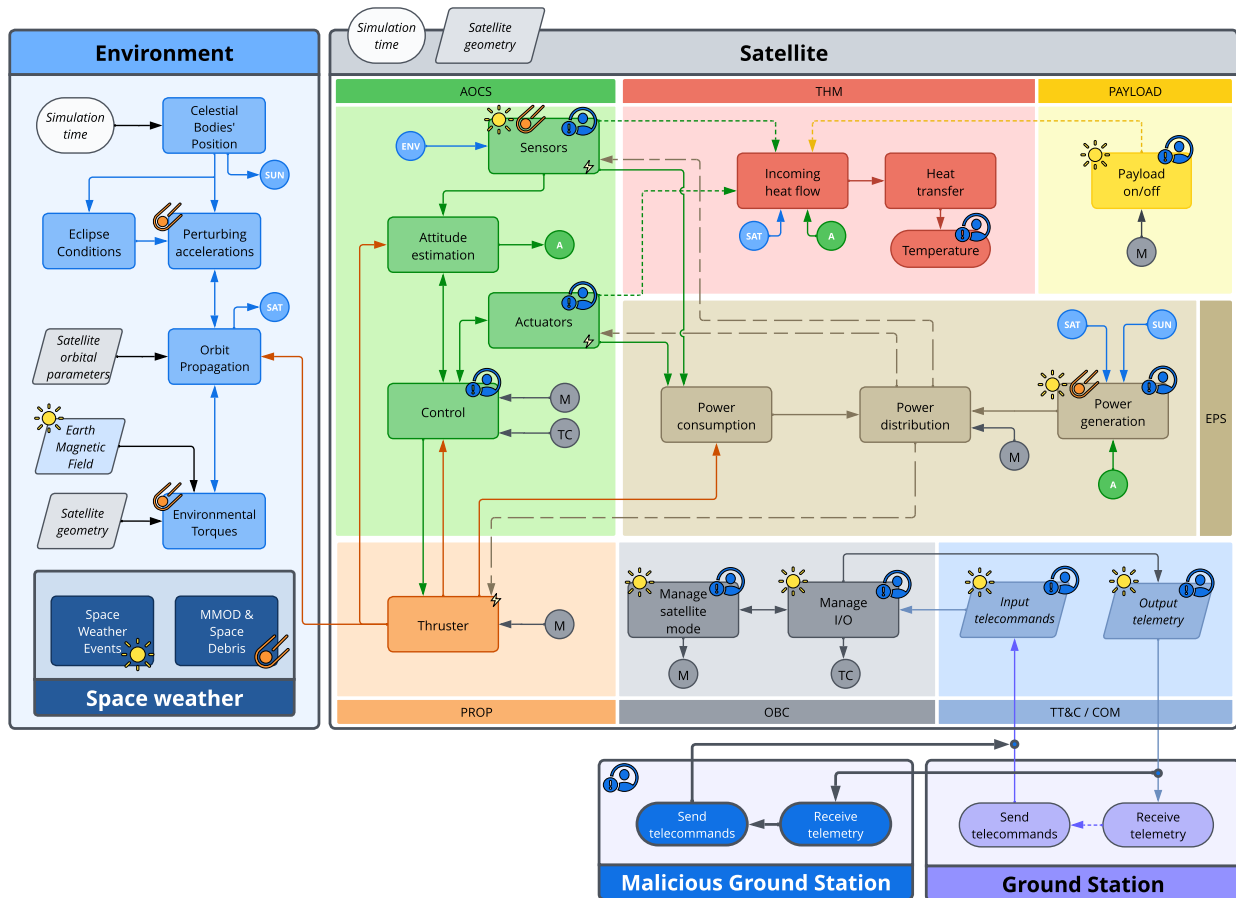 Environment
Simulation
time
Celestial
Bodies'
Position
SUN
Eclipse
Conditions
Perturbing
accelerations
SAT
Satellite
orbital
parameters
Orbit
Propagation
Earth
Magnetic
Field
Satellite
geometry
Environmental
Torques
Space
Weather
Events
MMOD &
Space
Debris
Space weather
Simulation
time
Satellite
geometry
Satellite
AOCS
THM
PAYLOAD
ENV
Sensors
Attitude
estimation
A
Actuators
Control
M
TC
Incoming
heat flow
Heat
transfer
SAT
A
Temperature
Payload
on/off
M
SAT
SUN
Power
consumption
Power
distribution
Power
generation
M
A
EPS
Thruster
M
PROP
Manage
satellite
mode
Manage
I/O
M
TC
OBC
Input
telecommands
Output
telemetry
TT&C / COM
Send
telecommands
Receive
telemetry
Malicious Ground Station
Send
telecommands
Receive
telemetry
Ground Station